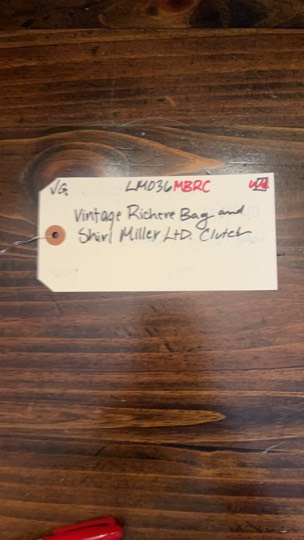 VG LM036MBRC
Vintage Richere Bag and
Shirl Miller LTD. Clutch